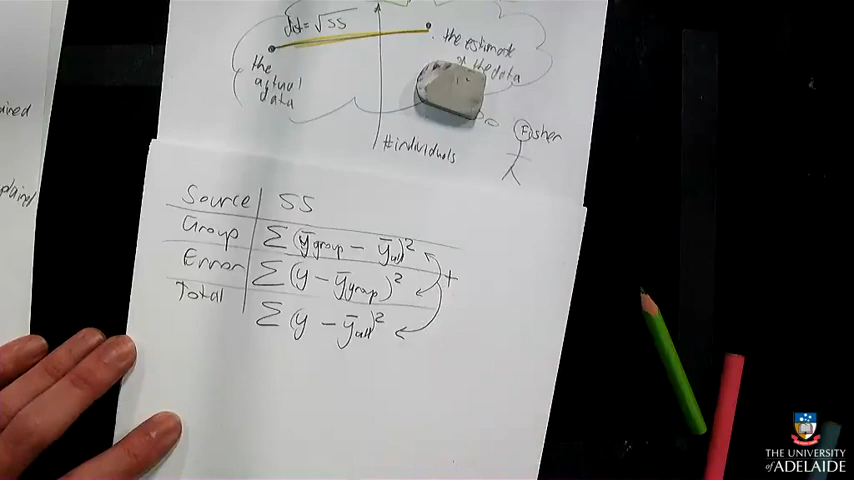 dist = √SS
the actual data
the estimate of the data
Fisher
#individuals
ained
plained
Source SS
Group Σ(ȳgroup − ȳall)²
Error Σ(y − ȳgroup)²
+
Total Σ(y − ȳall)²
THE UNIVERSITY
of ADELAIDE